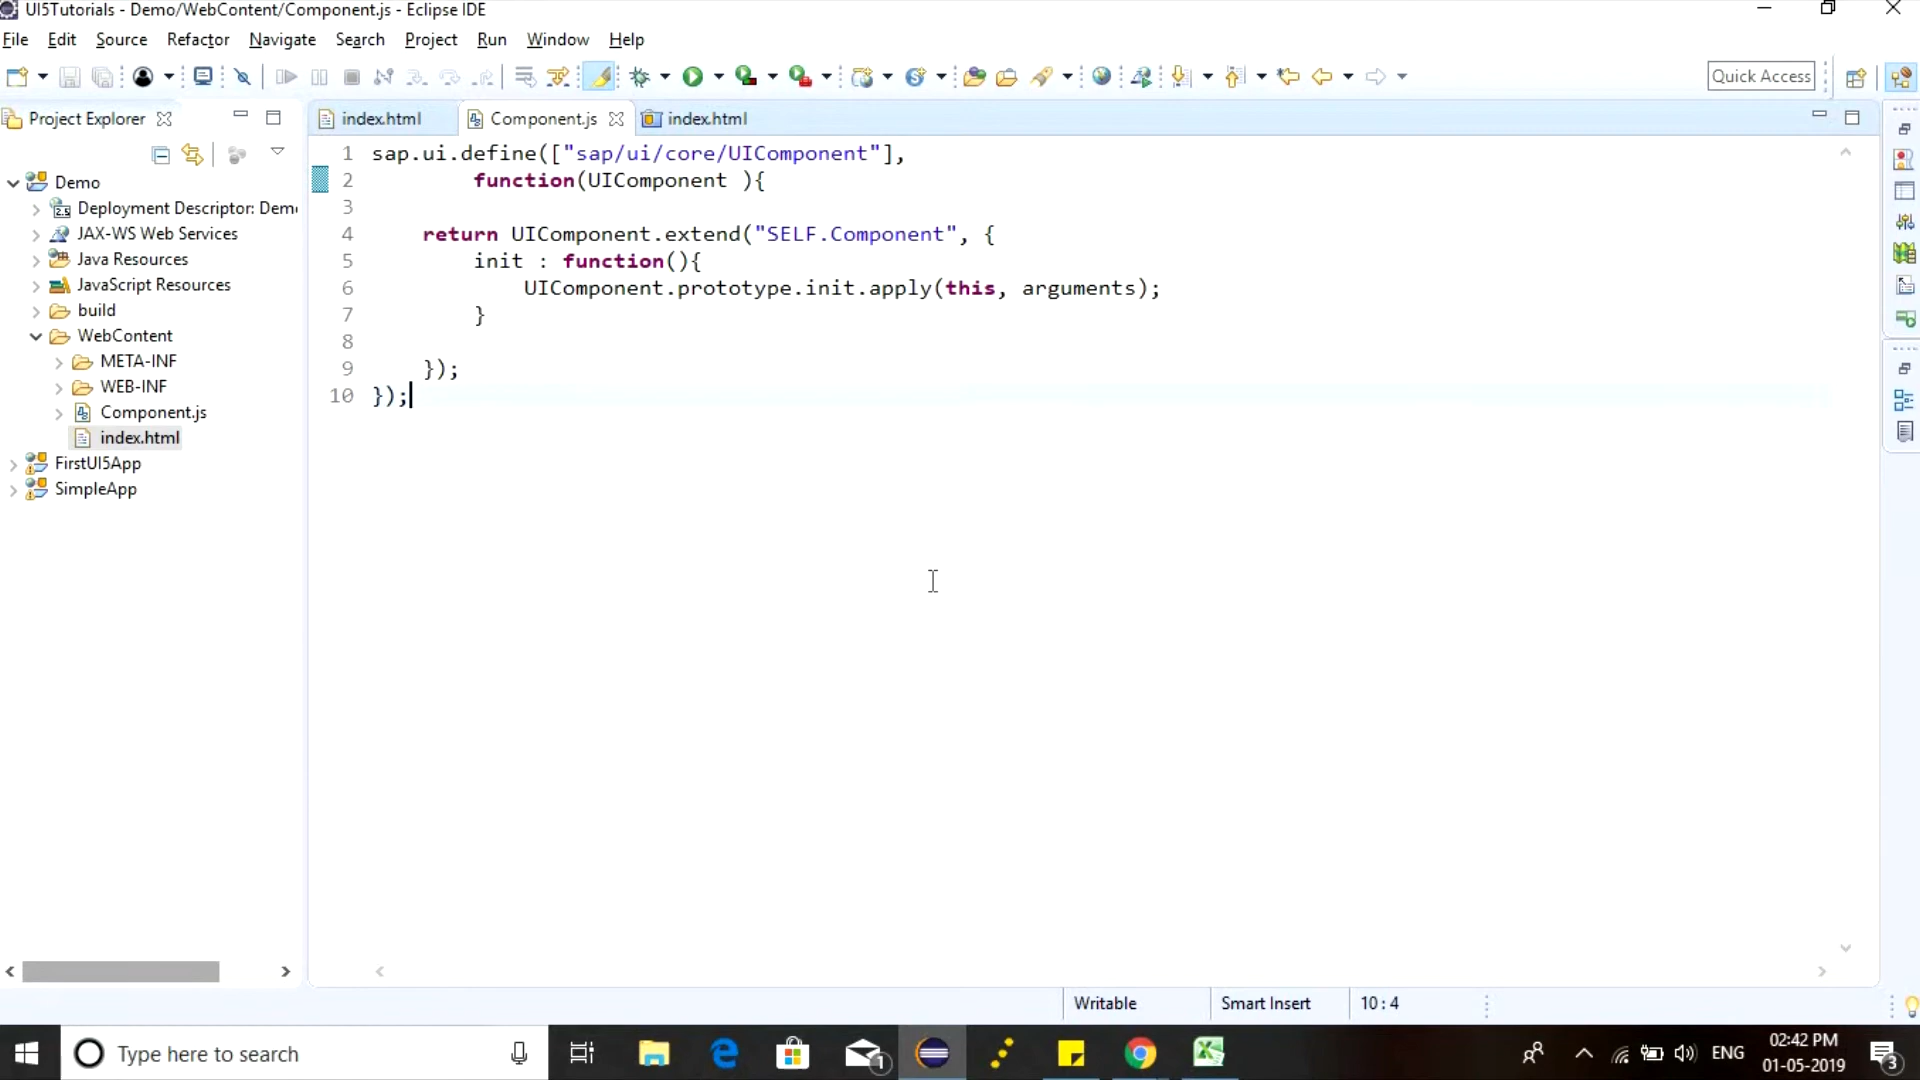 UI5Tutorials - Demo/WebContent/Component.js - Eclipse IDE
File Edit Source Refactor Navigate Search Project Run Window Help
Quick Access
Project Explorer
index.html Component.js index.html
Demo
Deployment Descriptor: Dem
JAX-WS Web Services
Java Resources
JavaScript Resources
build
WebContent
META-INF
WEB-INF
Component.js
index.html
FirstUI5App
SimpleApp
1 sap.ui.define(["sap/ui/core/UIComponent"],
2 function(UIComponent ){
3
4 return UIComponent.extend("SELF.Component", {
5 init : function(){
6 UIComponent.prototype.init.apply(this, arguments);
7 }
8
9 });
10 });
Writable Smart Insert 10 : 4
Type here to search
1
ENG
02:42 PM
01-05-2019
3